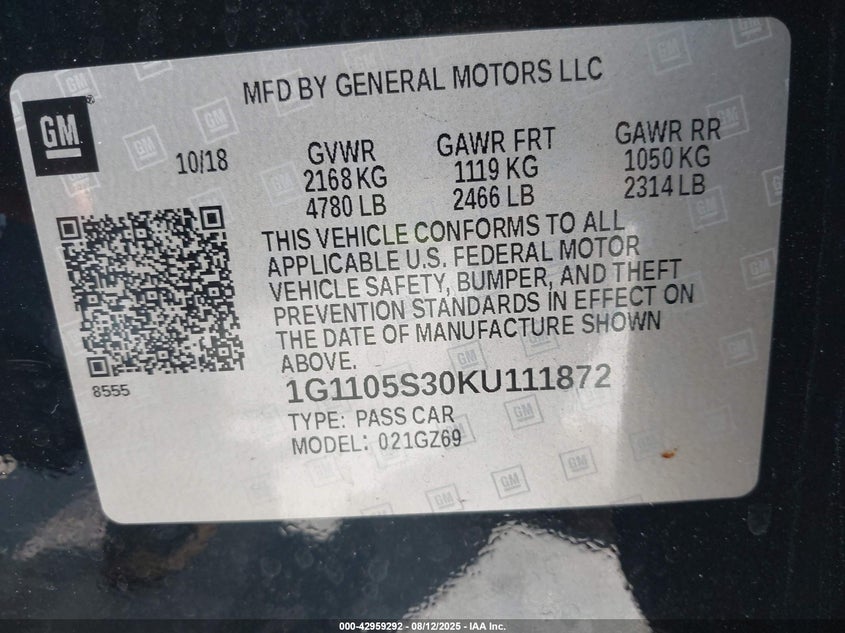 MFD BY GENERAL MOTORS LLC
GM
10/18
GVWR
2168 KG
4780 LB
GAWR FRT
1119 KG
2466 LB
GAWR RR
1050 KG
2314 LB
THIS VEHICLE CONFORMS TO ALL
APPLICABLE U.S. FEDERAL MOTOR
VEHICLE SAFETY, BUMPER, AND THEFT
PREVENTION STANDARDS IN EFFECT ON
THE DATE OF MANUFACTURE SHOWN
ABOVE.
8555
1G1105S30KU111872
TYPE: PASS CAR
MODEL: 021GZ69
000-42959292 - 08/12/2025 - IAA Inc.